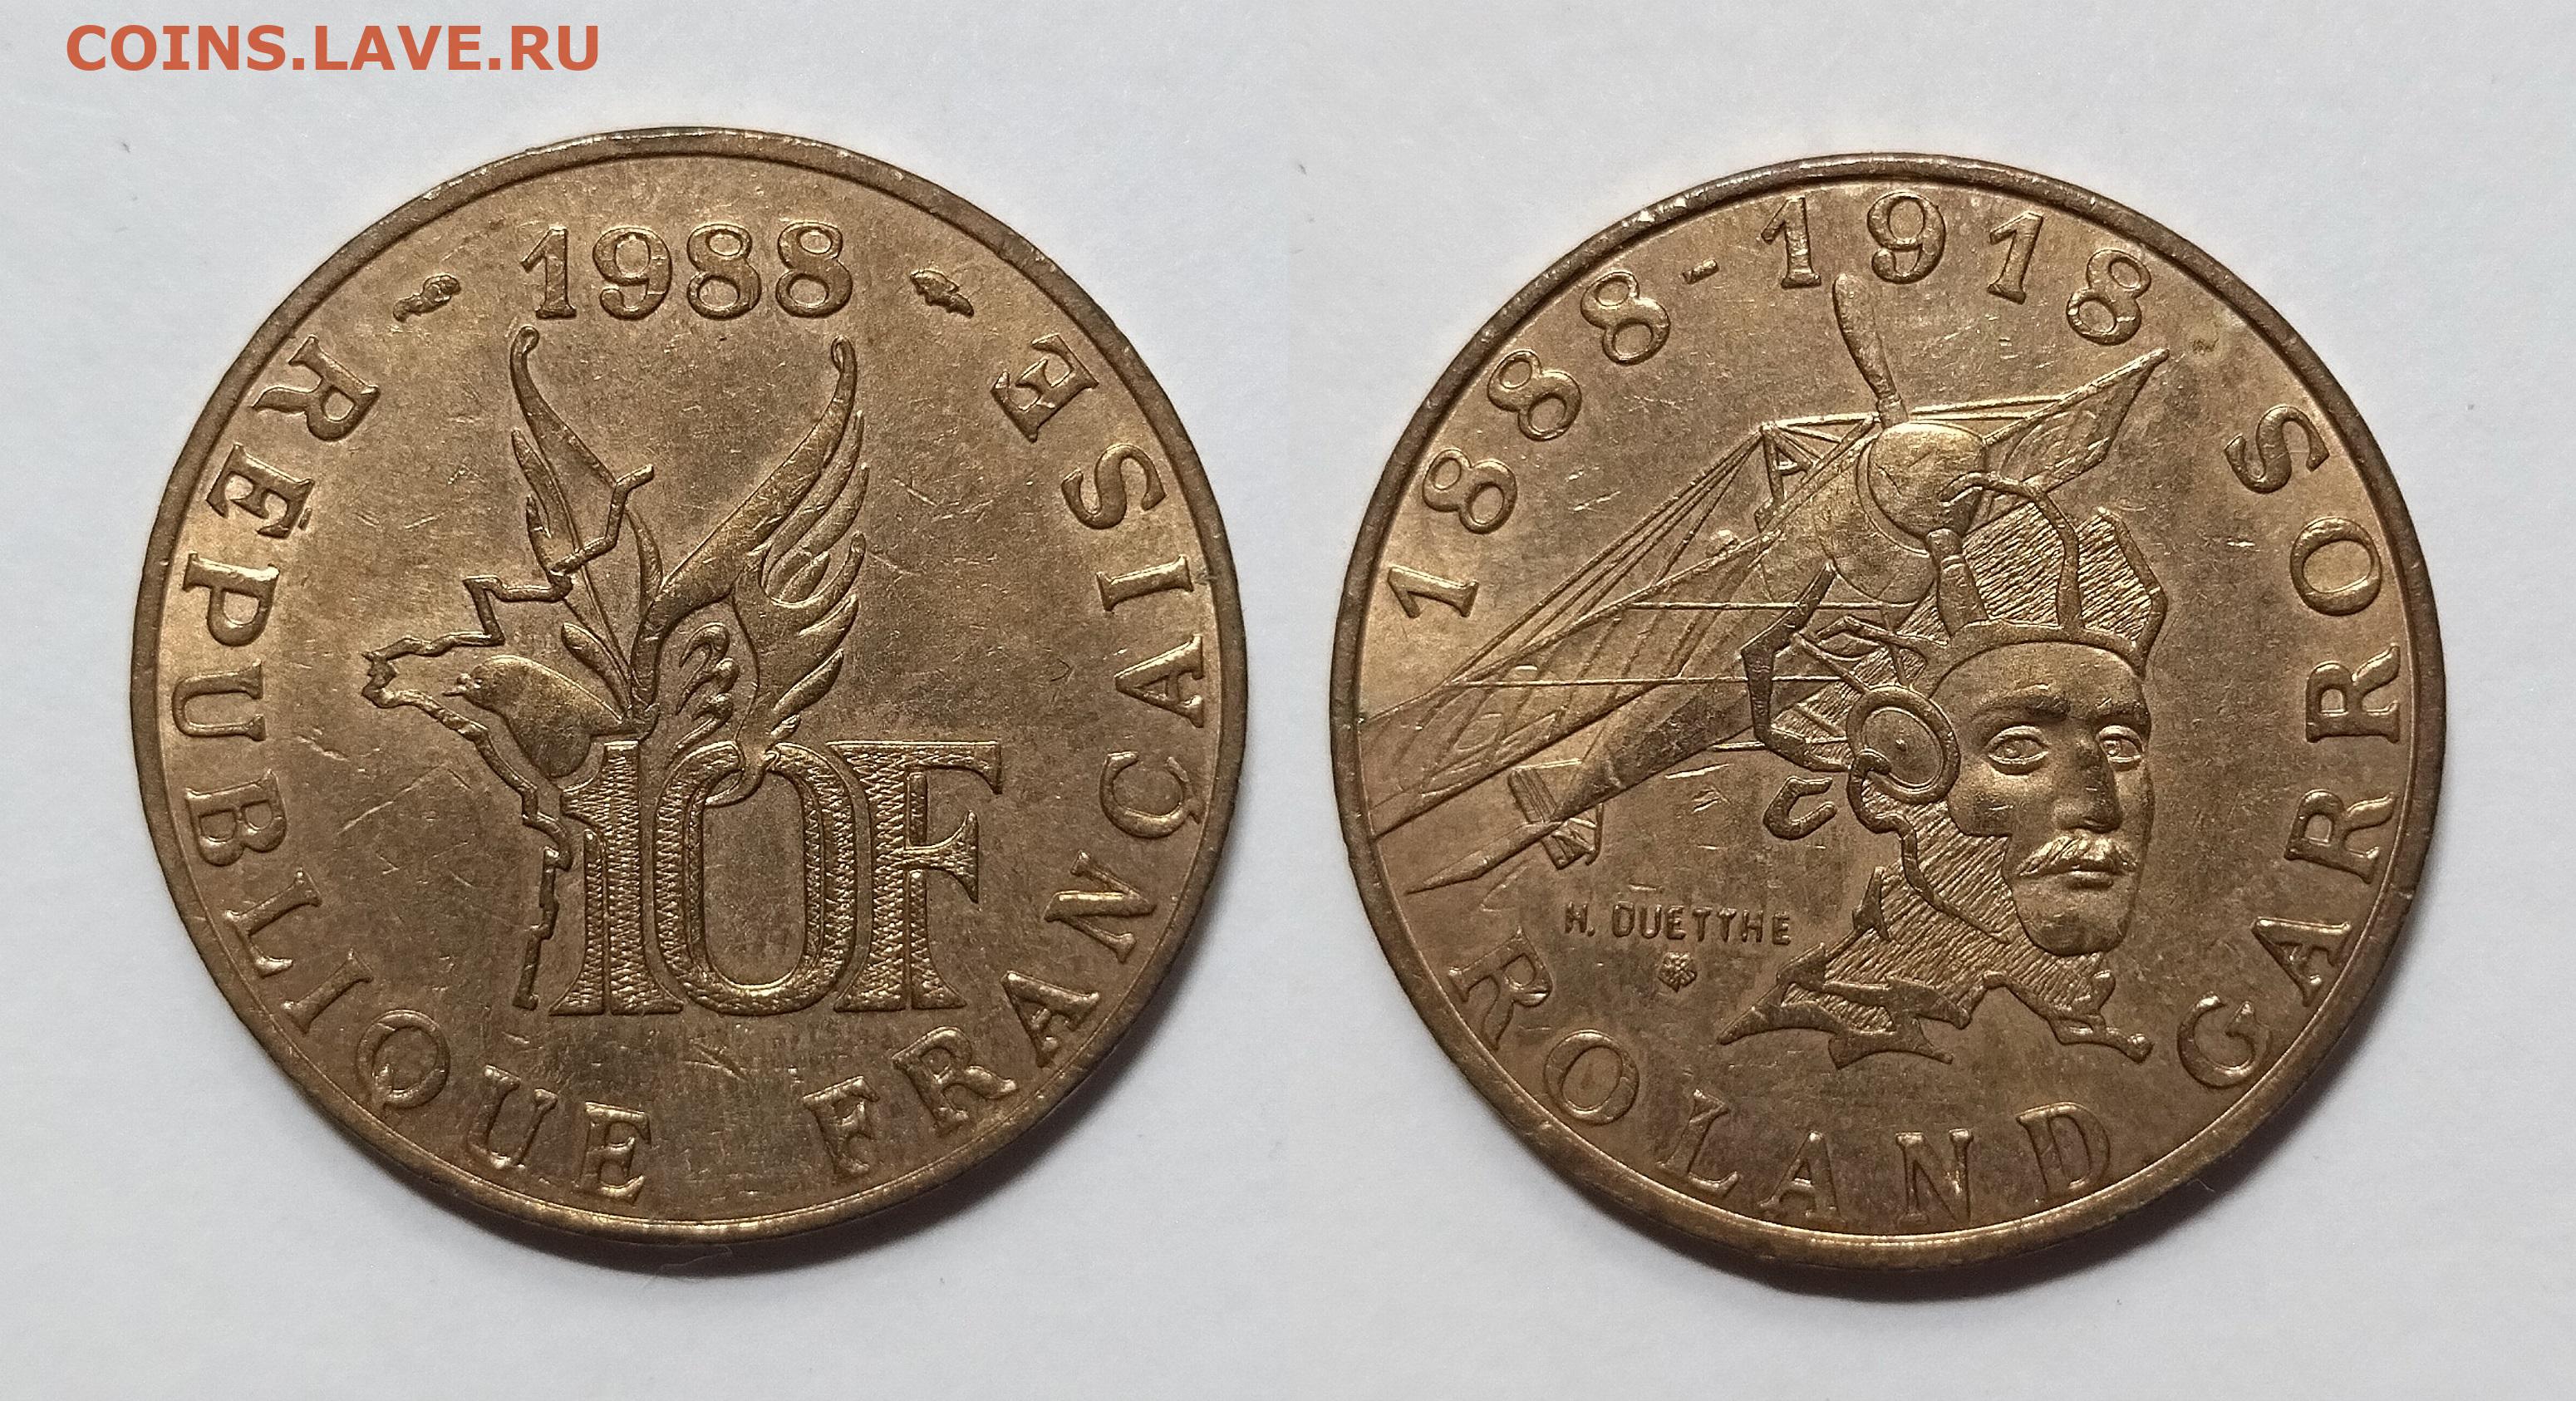 COINS.LAVE.RU
1988
RÉPUBLIQUE FRANÇAISE
10F
1888-1918
N. DUETTHE
ROLAND GARROS